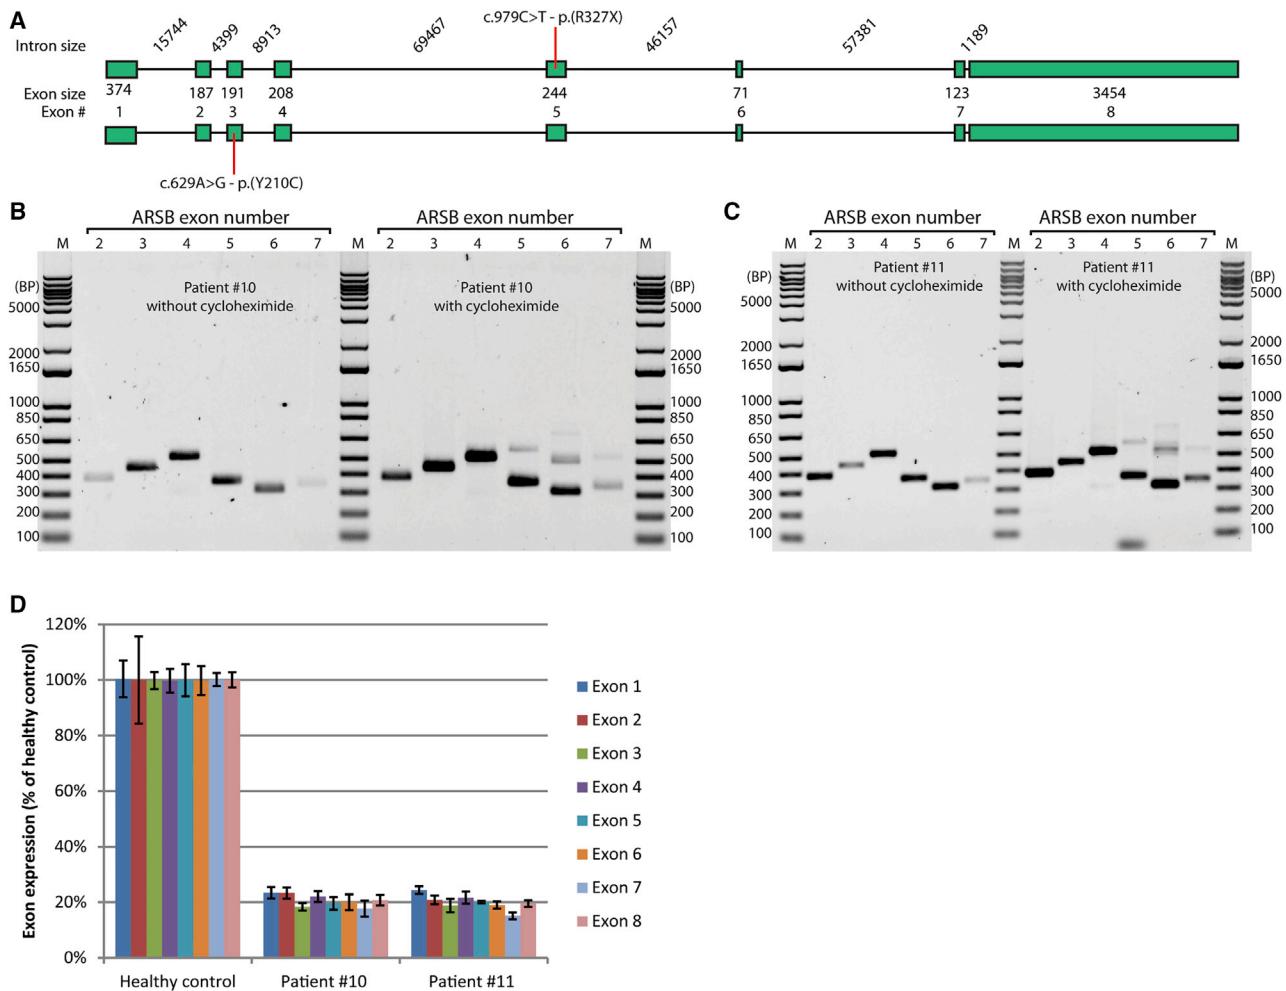 A
c.979C>T - p.(R327X)
Intron size
15744
4399
8913
69467
46157
57381
1189
Exon size
374
187
191
208
244
71
123
3454
Exon #
1
2
3
4
5
6
7
8
c.629A>G - p.(Y210C)
B
ARSB exon number
ARSB exon number
M 2 3 4 5 6 7 M 2 3 4 5 6 7 M
(BP)
Patient #10
without cycloheximide
Patient #10
with cycloheximide
(BP)
5000
2000
1650
1000
850
650
500
400
300
200
100
5000
2000
1650
1000
850
650
500
400
300
200
100
C
ARSB exon number
ARSB exon number
M 2 3 4 5 6 7 M 2 3 4 5 6 7 M
(BP)
Patient #11
without cycloheximide
Patient #11
with cycloheximide
(BP)
5000
2000
1650
1000
850
650
500
400
300
200
100
5000
2000
1650
1000
850
650
500
400
300
200
100
D
Exon expression (% of healthy control)
120%
100%
80%
60%
40%
20%
0%
Healthy control
Patient #10
Patient #11
Exon 1
Exon 2
Exon 3
Exon 4
Exon 5
Exon 6
Exon 7
Exon 8